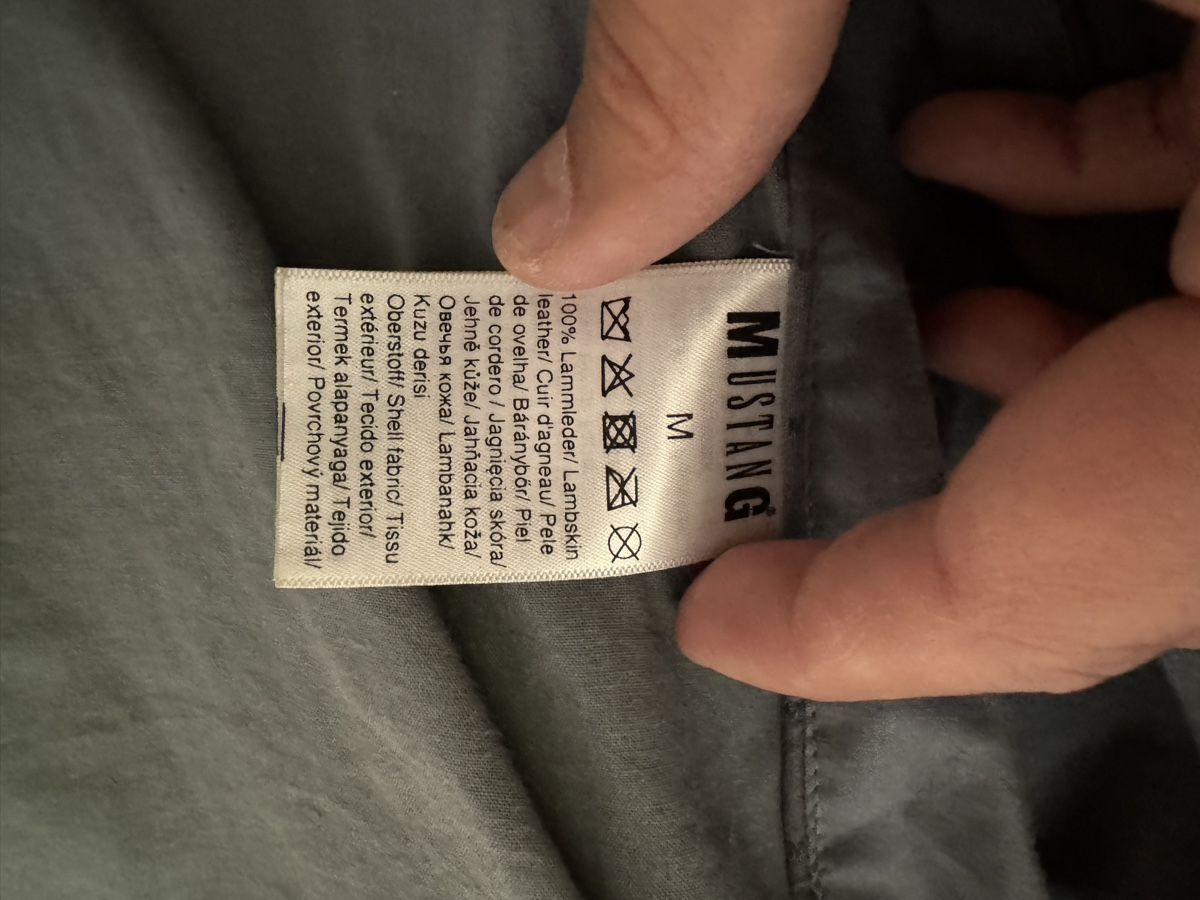 MUSTANG®
M
100% Lammleder/ Lambskin
leather/ Cuir d'agneau/ Pele
de ovelha/ Báránybőr/ Piel
de cordero / Jagnięcia skóra/
Jehně kůže/ Jahňacia koža/
Овечья кожа/ Lambanahk/
Kuzu derisi
Oberstoff/ Shell fabric/ Tissu
extérieur/ Tecido exterior/
Termek alapanyaga/ Tejido
exterior/ Povrchový materiál/